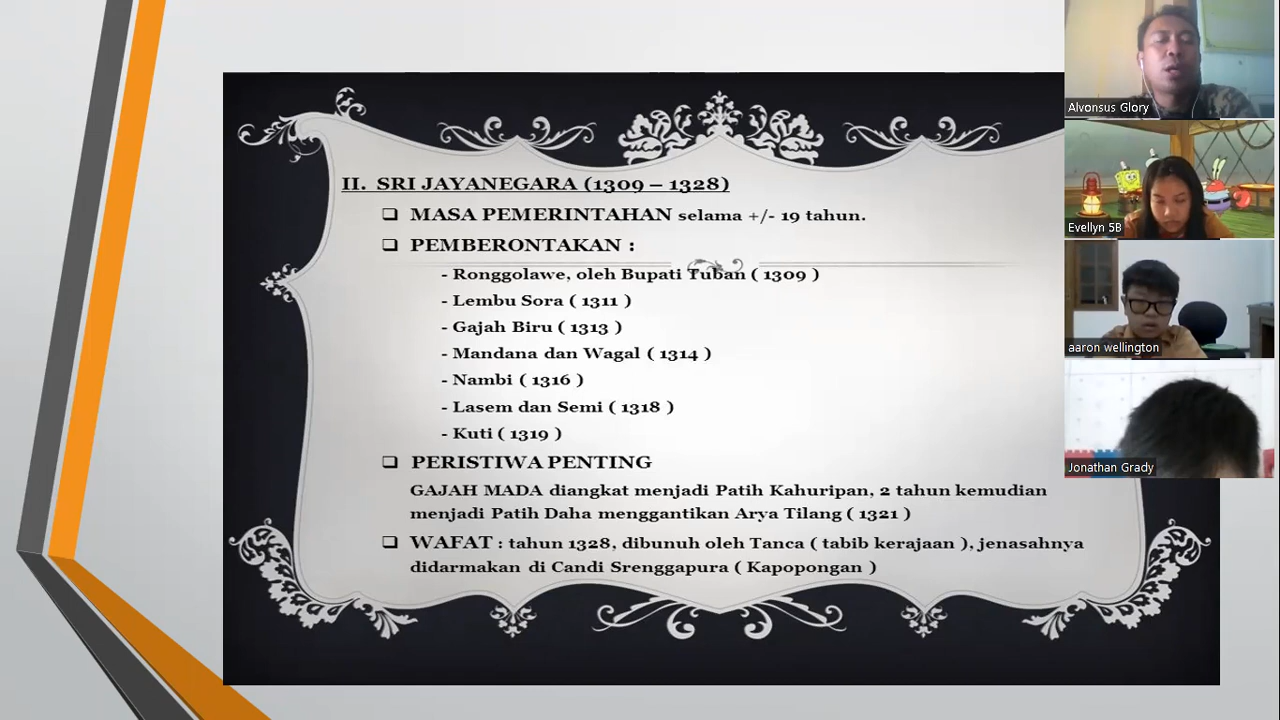 II. SRI JAYANEGARA (1309 – 1328)
❑ MASA PEMERINTAHAN selama +/- 19 tahun.
❑ PEMBERONTAKAN :
- Ronggolawe, oleh Bupati Tuban ( 1309 )
- Lembu Sora ( 1311 )
- Gajah Biru ( 1313 )
- Mandana dan Wagal ( 1314 )
- Nambi ( 1316 )
- Lasem dan Semi ( 1318 )
- Kuti ( 1319 )
❑ PERISTIWA PENTING
GAJAH MADA diangkat menjadi Patih Kahuripan, 2 tahun kemudian
menjadi Patih Daha menggantikan Arya Tilang ( 1321 )
❑ WAFAT : tahun 1328, dibunuh oleh Tanca ( tabib kerajaan ), jenasahnya
didarmakan di Candi Srenggapura ( Kapopongan )
Alvonsus Glory
Evellyn 5B
aaron wellington
Jonathan Grady